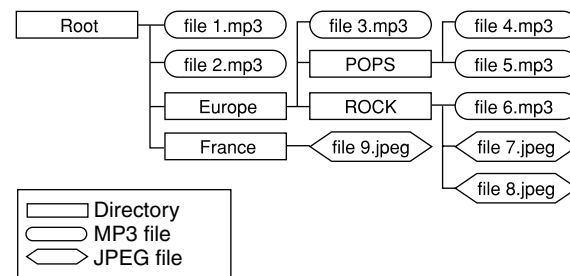 Root file 1.mp3 file 3.mp3 file 4.mp3
file 2.mp3 POPS file 5.mp3
Europe ROCK file 6.mp3
France file 9.jpeg file 7.jpeg
file 8.jpeg
Directory
MP3 file
JPEG file